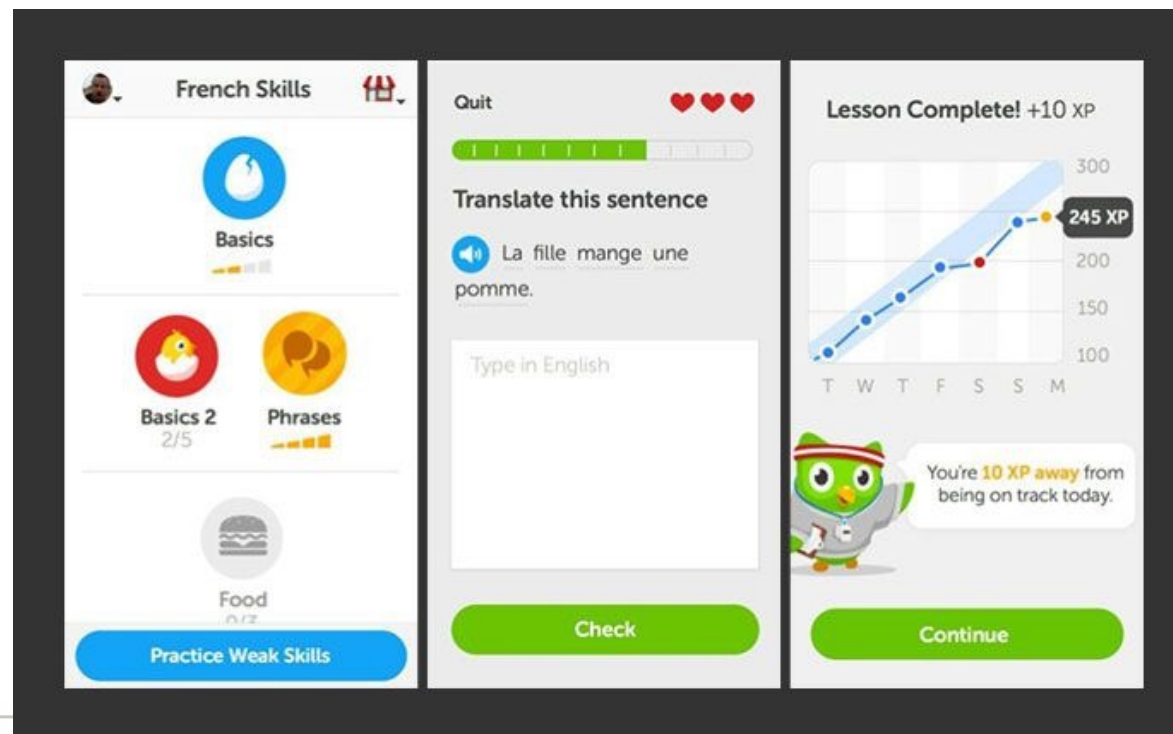 French Skills
Basics
Basics 2
2/5
Phrases
Food
0/3
Practice Weak Skills
Quit
Translate this sentence
La fille mange une
pomme.
Type in English
Check
Lesson Complete! +10 XP
300
245 XP
200
150
100
T W T F S S M
You're 10 XP away from
being on track today.
Continue